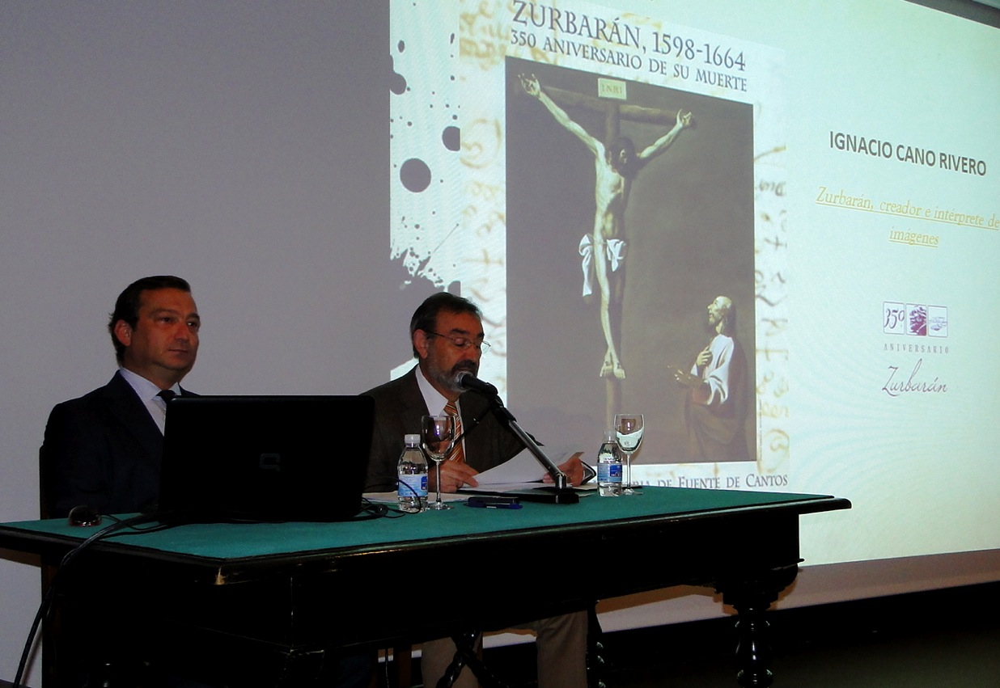 ZURBARÁN, 1598-1664
350 ANIVERSARIO DE SU MUERTE
INRI
DE FUENTE DE CANTOS
IGNACIO CANO RIVERO
Zurbarán, creador e intérprete de
imágenes
350
ANIVERSARIO
Zurbarán